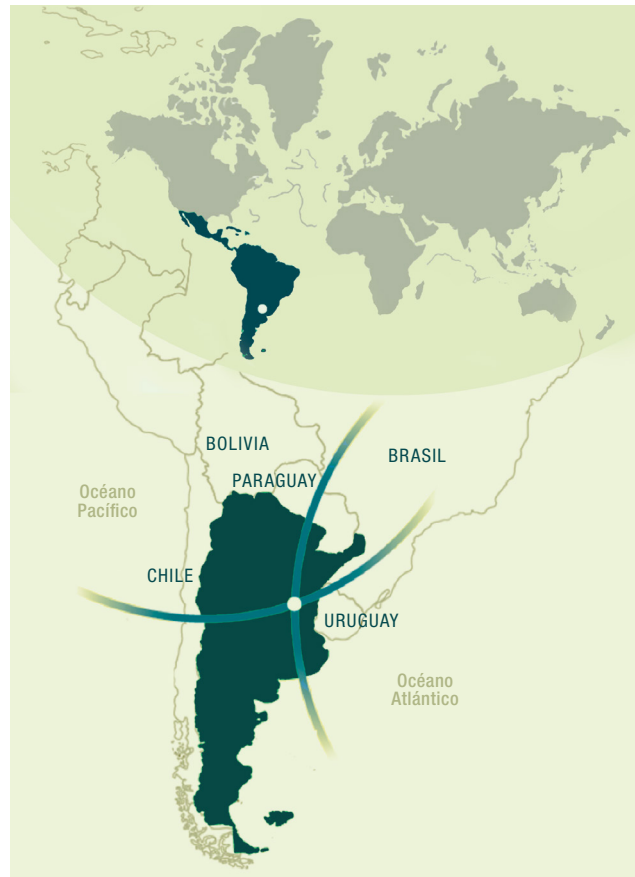 BOLIVIA
BRASIL
PARAGUAY
Océano
Pacífico
CHILE
URUGUAY
Océano
Atlántico